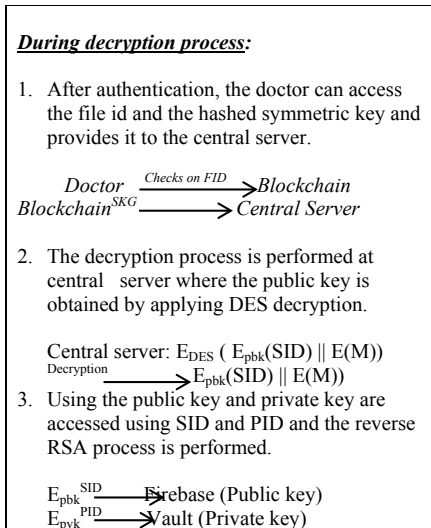 During decryption process:
1. After authentication, the doctor can access
the file id and the hashed symmetric key and
provides it to the central server.
Doctor Checks on FID Blockchain
Blockchain^SKG Central Server
2. The decryption process is performed at
central server where the public key is
obtained by applying DES decryption.
Central server: E_DES ( E_pbk(SID) || E(M))
Decryption E_pbk(SID) || E(M))
3. Using the public key and private key are
accessed using SID and PID and the reverse
RSA process is performed.
E_pbk^SID Firebase (Public key)
E_pvk^PID Vault (Private key)